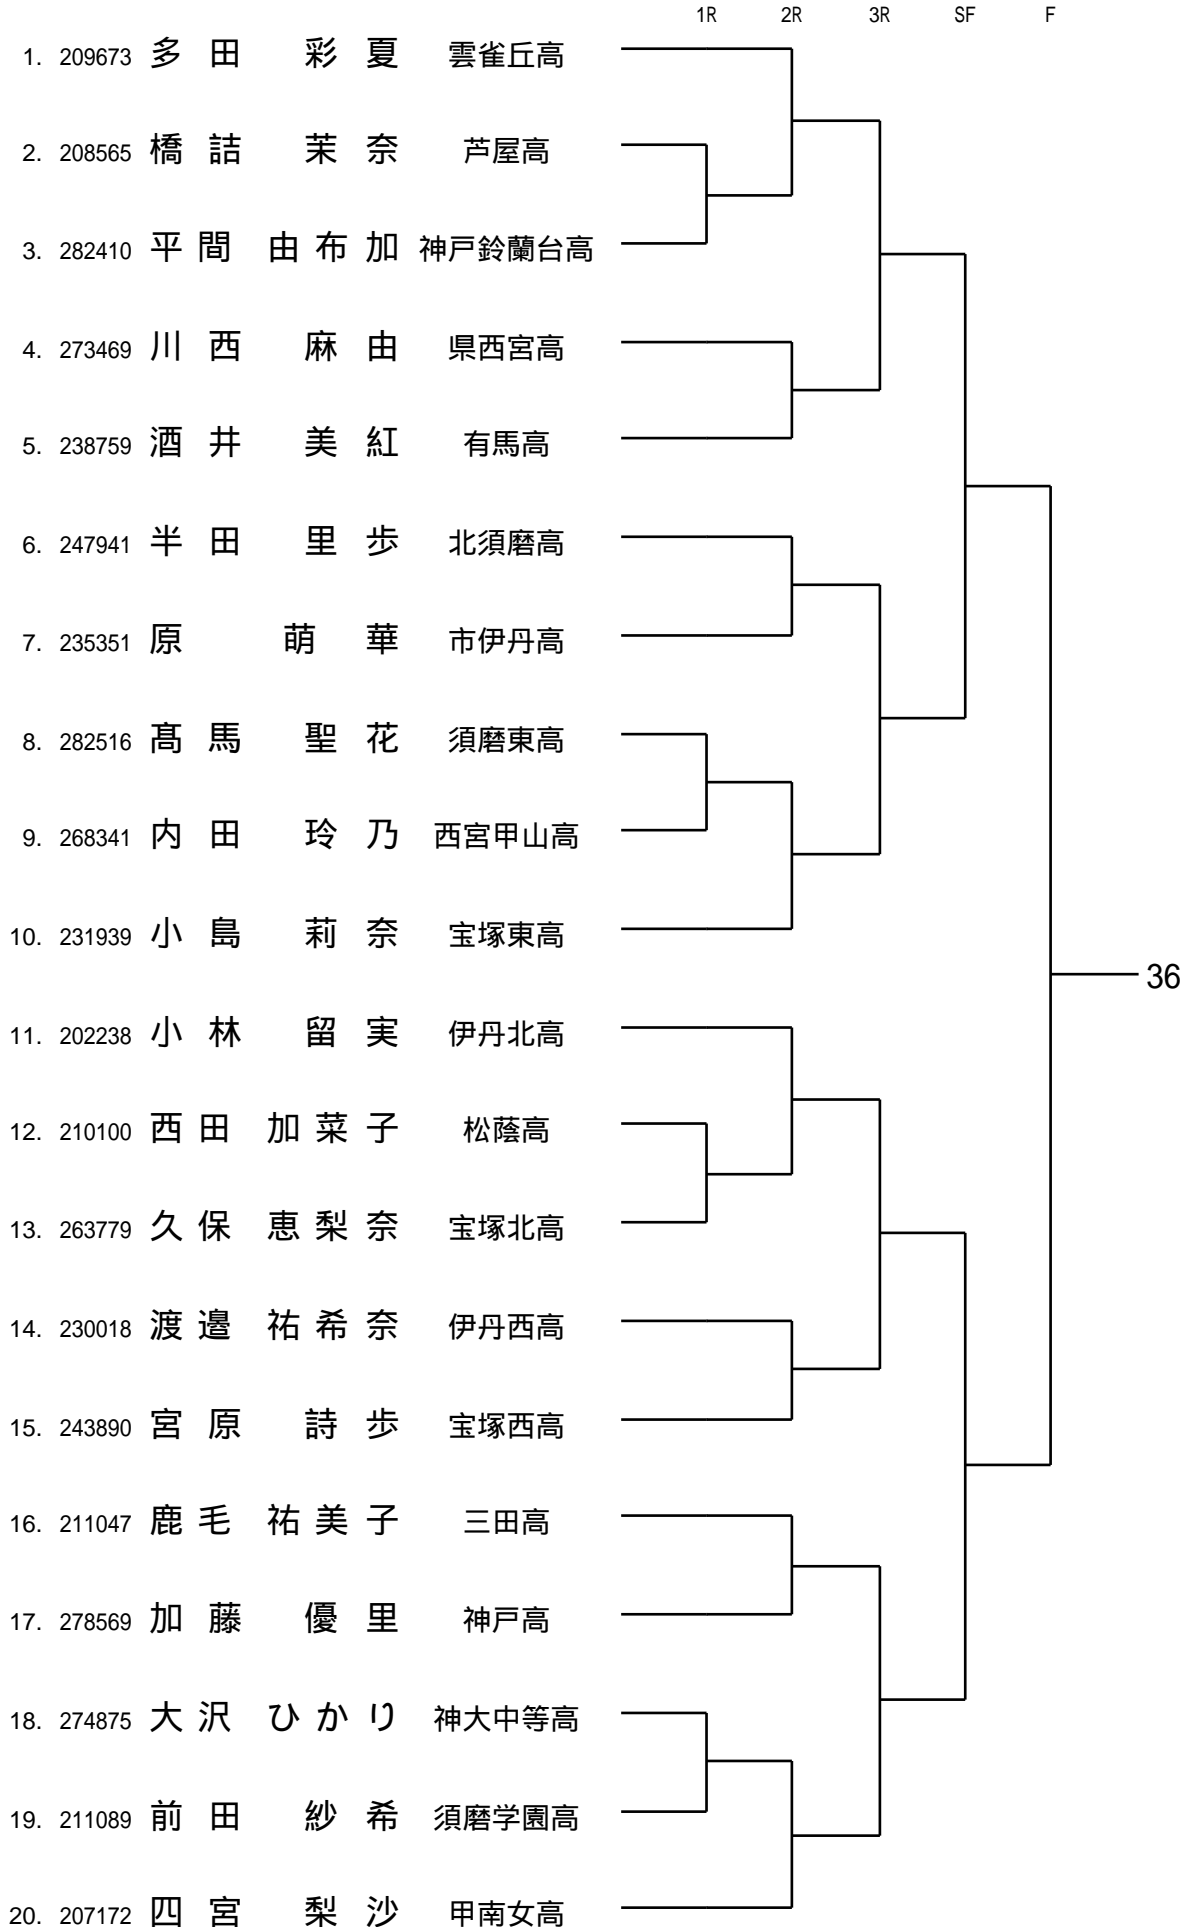 1R 2R 3R SF F
1. 209673 多田 彩夏 雲雀丘高
2. 208565 橋詰 茉奈 芦屋高
3. 282410 平間 由布加 神戸鈴蘭台高
4. 273469 川西 麻由 県西宮高
5. 238759 酒井 美紅 有馬高
6. 247941 半田 里歩 北須磨高
7. 235351 原 萌華 市伊丹高
8. 282516 髙馬 聖花 須磨東高
9. 268341 内田 玲乃 西宮甲山高
10. 231939 小島 莉奈 宝塚東高
36
11. 202238 小林 留実 伊丹北高
12. 210100 西田 加菜子 松蔭高
13. 263779 久保 恵梨奈 宝塚北高
14. 230018 渡邉 祐希奈 伊丹西高
15. 243890 宮原 詩歩 宝塚西高
16. 211047 鹿毛 祐美子 三田高
17. 278569 加藤 優里 神戸高
18. 274875 大沢 ひかり 神大中等高
19. 211089 前田 紗希 須磨学園高
20. 207172 四宮 梨沙 甲南女高